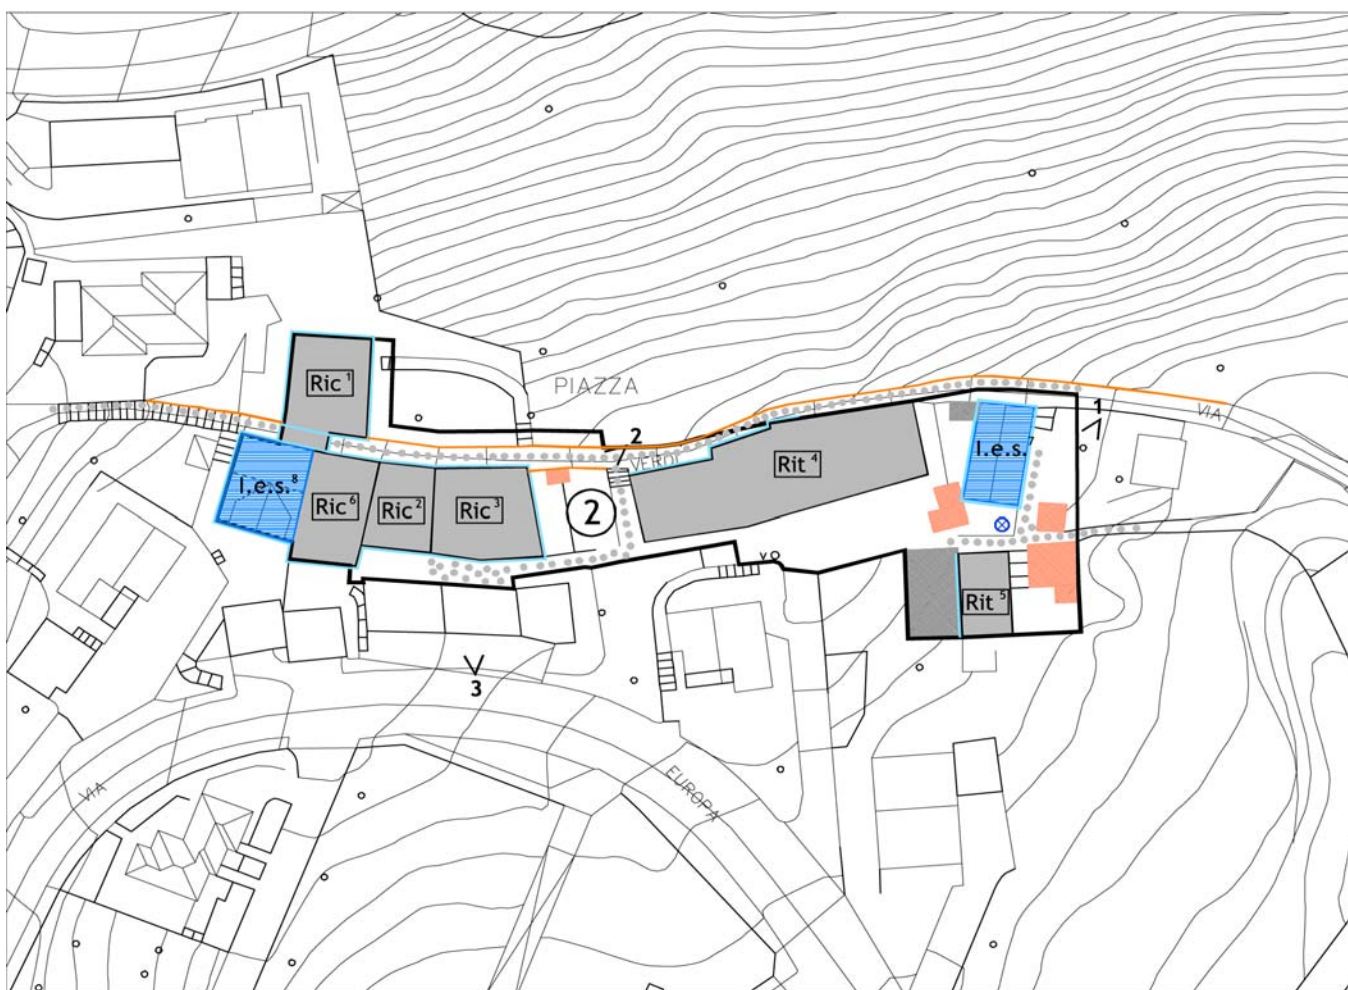 Ric 1
PIAZZA
VIA
1
2
VERDI
Rit 4
I.e.s. 7
I.e.s. 8
Ric 6
Ric 2
Ric 3
2
Rit 5
3
VIA
EUROPA